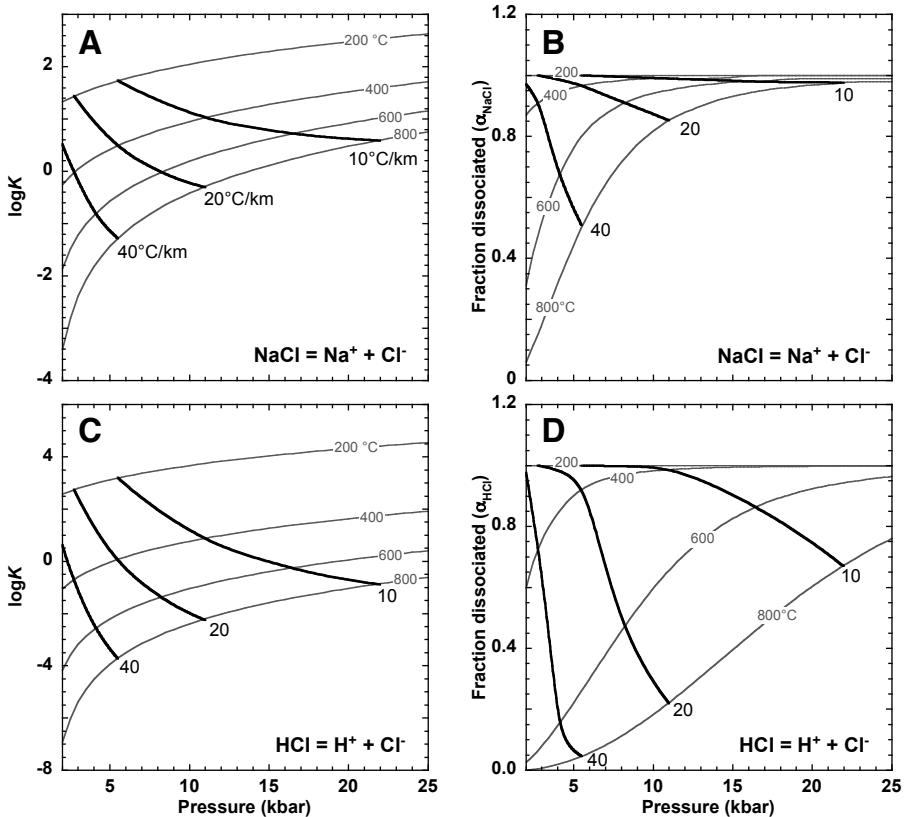 A
2
0
-2
-4
logK
200 °C
400
600
800
10°C/km
20°C/km
40°C/km
NaCl = Na⁺ + Cl⁻
B
1.2
0.8
0.4
0
Fraction dissociated (αNaCl)
200
400
600
800°C
10
20
40
NaCl = Na⁺ + Cl⁻
C
4
0
-4
-8
logK
200 °C
400
600
800
10
20
40
HCl = H⁺ + Cl⁻
5
10
15
20
25
Pressure (kbar)
D
1.2
0.8
0.4
0.0
Fraction dissociated (αHCl)
200
400
600
800°C
10
20
40
HCl = H⁺ + Cl⁻
5
10
15
20
25
Pressure (kbar)